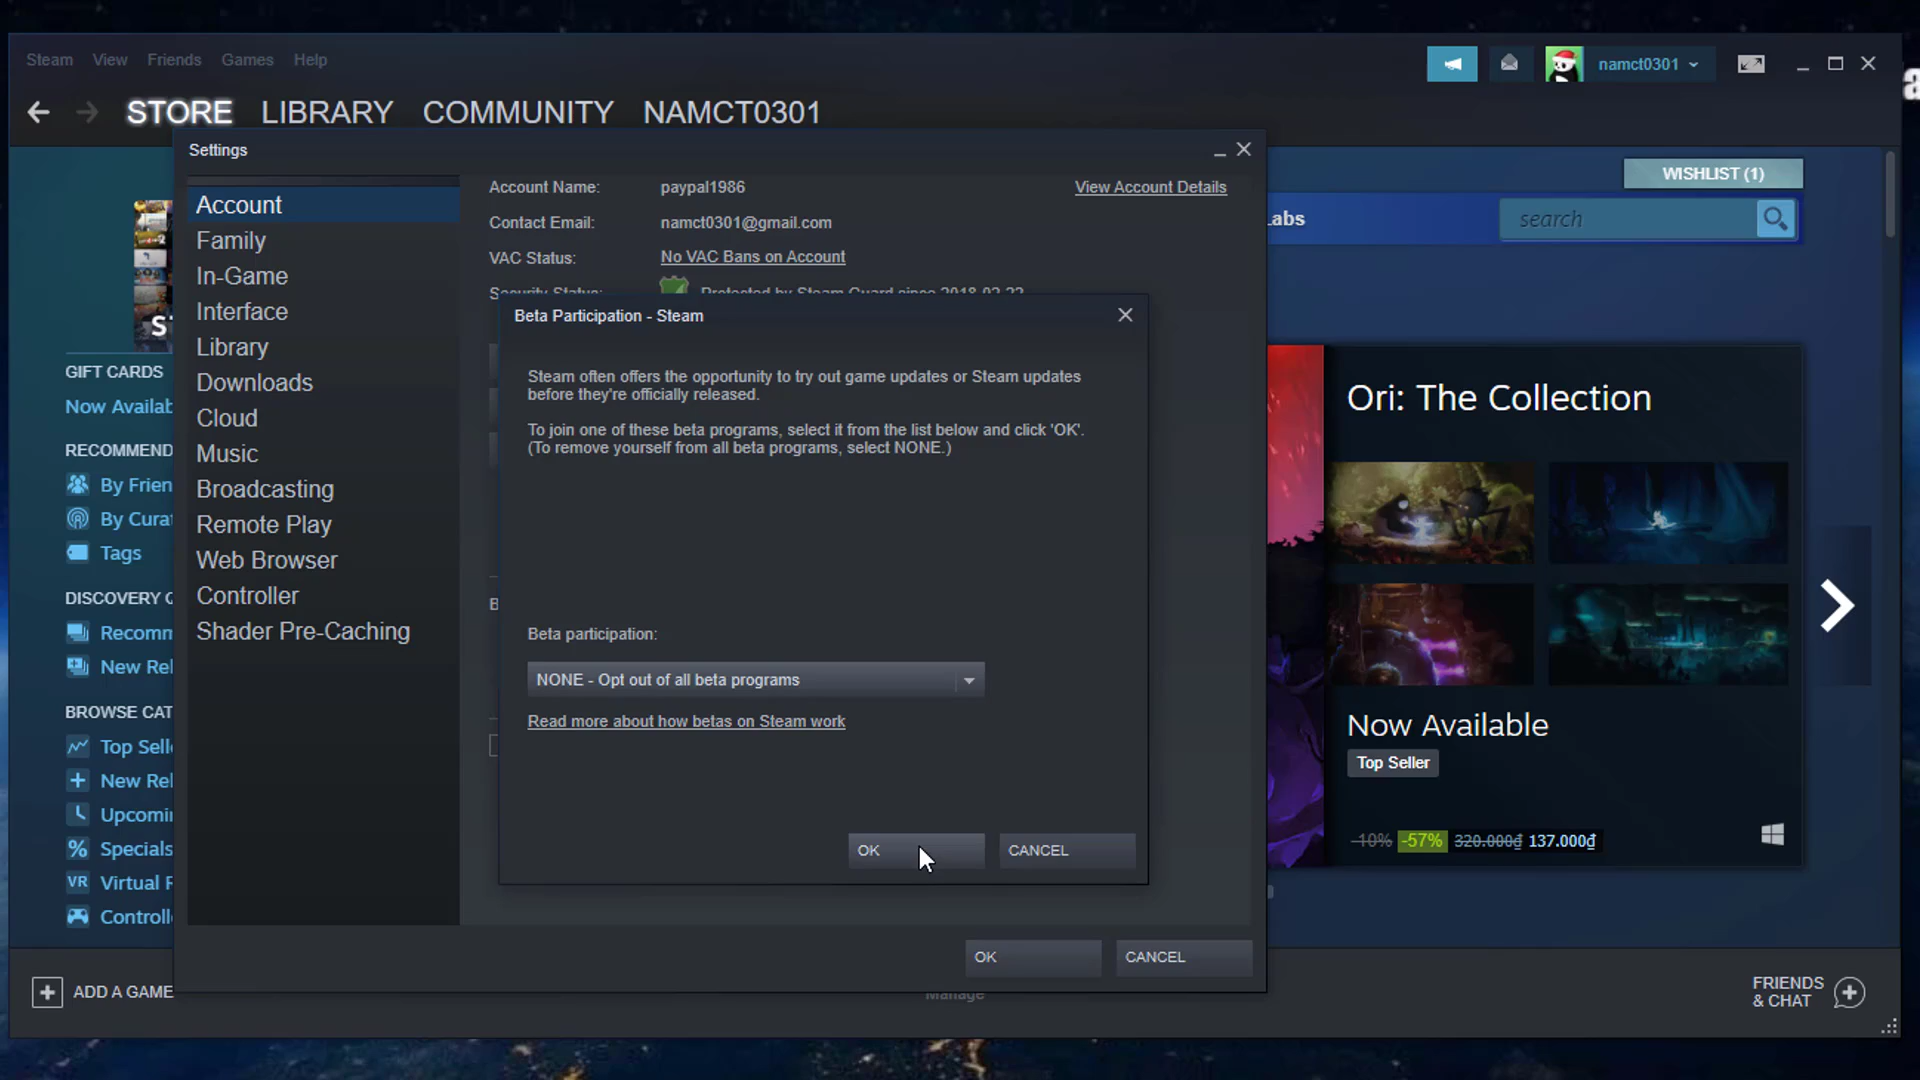 Steam View Friends Games Help
namct0301
STORE LIBRARY COMMUNITY NAMCT0301
Settings
WISHLIST (1)
Account
Family
In-Game
Interface
Library
Downloads
Cloud
Music
Broadcasting
Remote Play
Web Browser
Controller
Shader Pre-Caching
Account Name: paypal1986 View Account Details
Contact Email: namct0301@gmail.com
VAC Status: No VAC Bans on Account
Security Status: Protected by Steam Guard since 2018-02-22
Beta Participation - Steam
Steam often offers the opportunity to try out game updates or Steam updates
before they're officially released.
To join one of these beta programs, select it from the list below and click 'OK'.
(To remove yourself from all beta programs, select NONE.)
Beta participation:
NONE - Opt out of all beta programs
Read more about how betas on Steam work
OK CANCEL
OK CANCEL
Labs
search
GIFT CARDS
Now Availab
RECOMMEND
By Frien
By Cura
Tags
DISCOVERY Q
Recomm
New Rel
BROWSE CAT
Top Selle
New Rel
Upcomin
Specials
VR Virtual R
Controll
Ori: The Collection
Now Available
Top Seller
-10% -57% 320.000₫ 137.000₫
ADD A GAME
Manage
FRIENDS
& CHAT